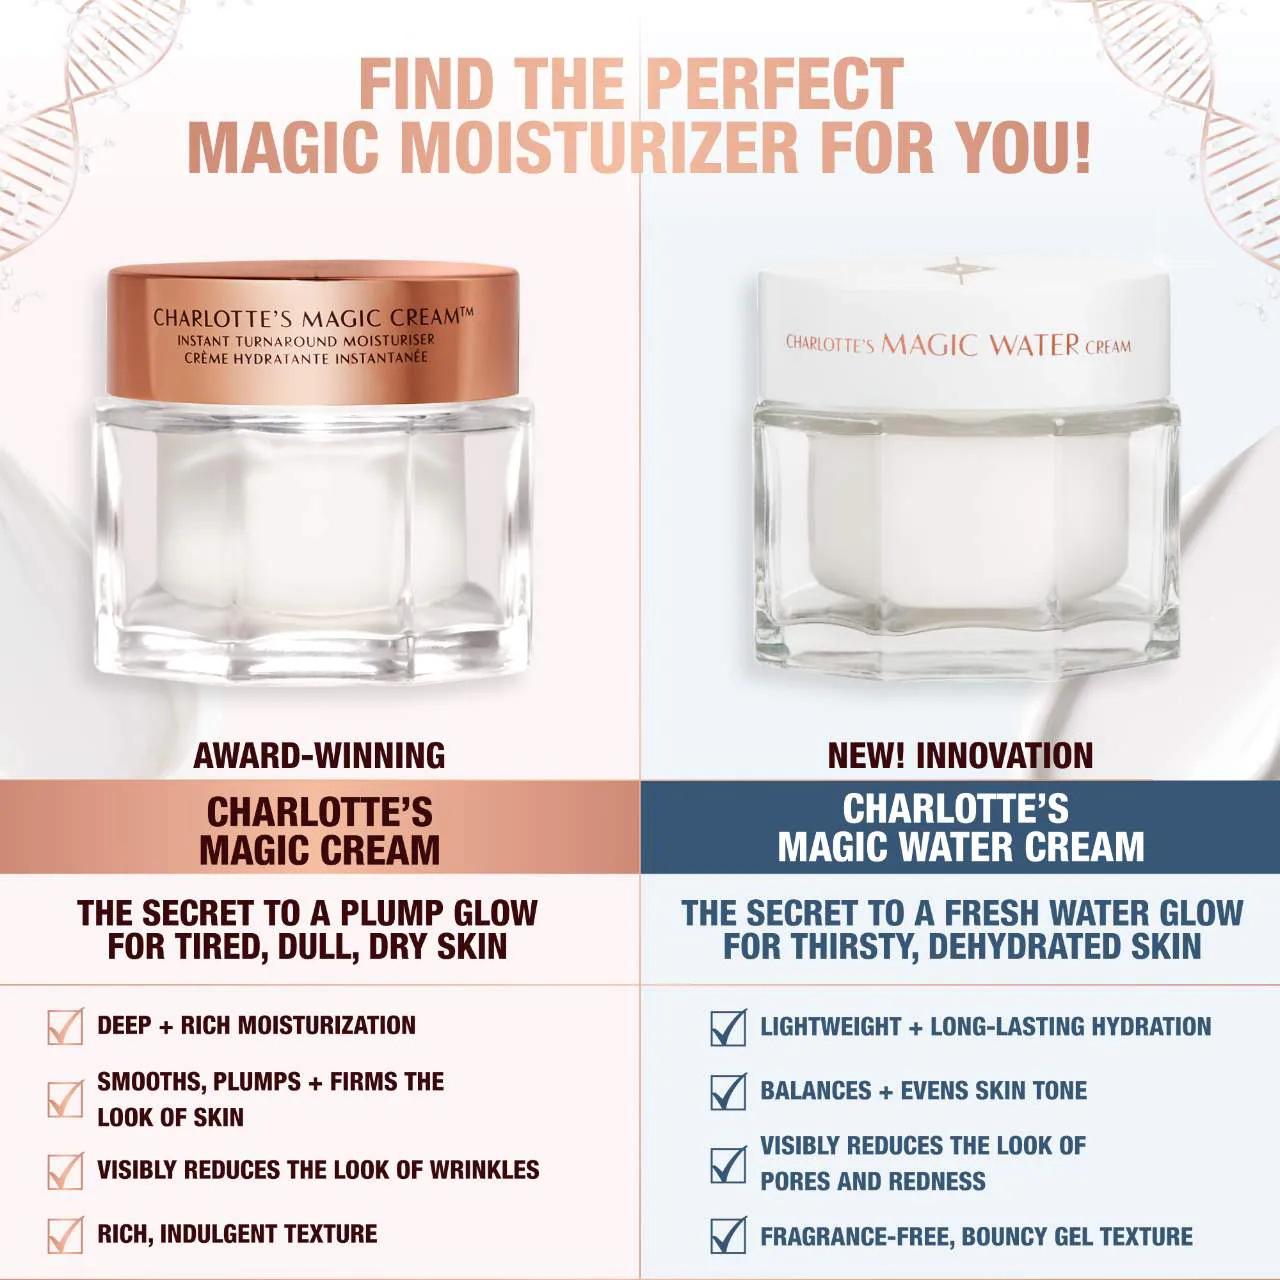 FIND THE PERFECT
MAGIC MOISTURIZER FOR YOU!
CHARLOTTE'S MAGIC CREAM™
INSTANT TURNAROUND MOISTURISER
CRÈME HYDRATANTE INSTANTANÉE
AWARD-WINNING
CHARLOTTE'S
MAGIC CREAM
THE SECRET TO A PLUMP GLOW
FOR TIRED, DULL, DRY SKIN
DEEP + RICH MOISTURIZATION
SMOOTHS, PLUMPS + FIRMS THE
LOOK OF SKIN
VISIBLY REDUCES THE LOOK OF WRINKLES
RICH, INDULGENT TEXTURE
CHARLOTTE'S MAGIC WATER CREAM
NEW! INNOVATION
CHARLOTTE'S
MAGIC WATER CREAM
THE SECRET TO A FRESH WATER GLOW
FOR THIRSTY, DEHYDRATED SKIN
LIGHTWEIGHT + LONG-LASTING HYDRATION
BALANCES + EVENS SKIN TONE
VISIBLY REDUCES THE LOOK OF
PORES AND REDNESS
FRAGRANCE-FREE, BOUNCY GEL TEXTURE